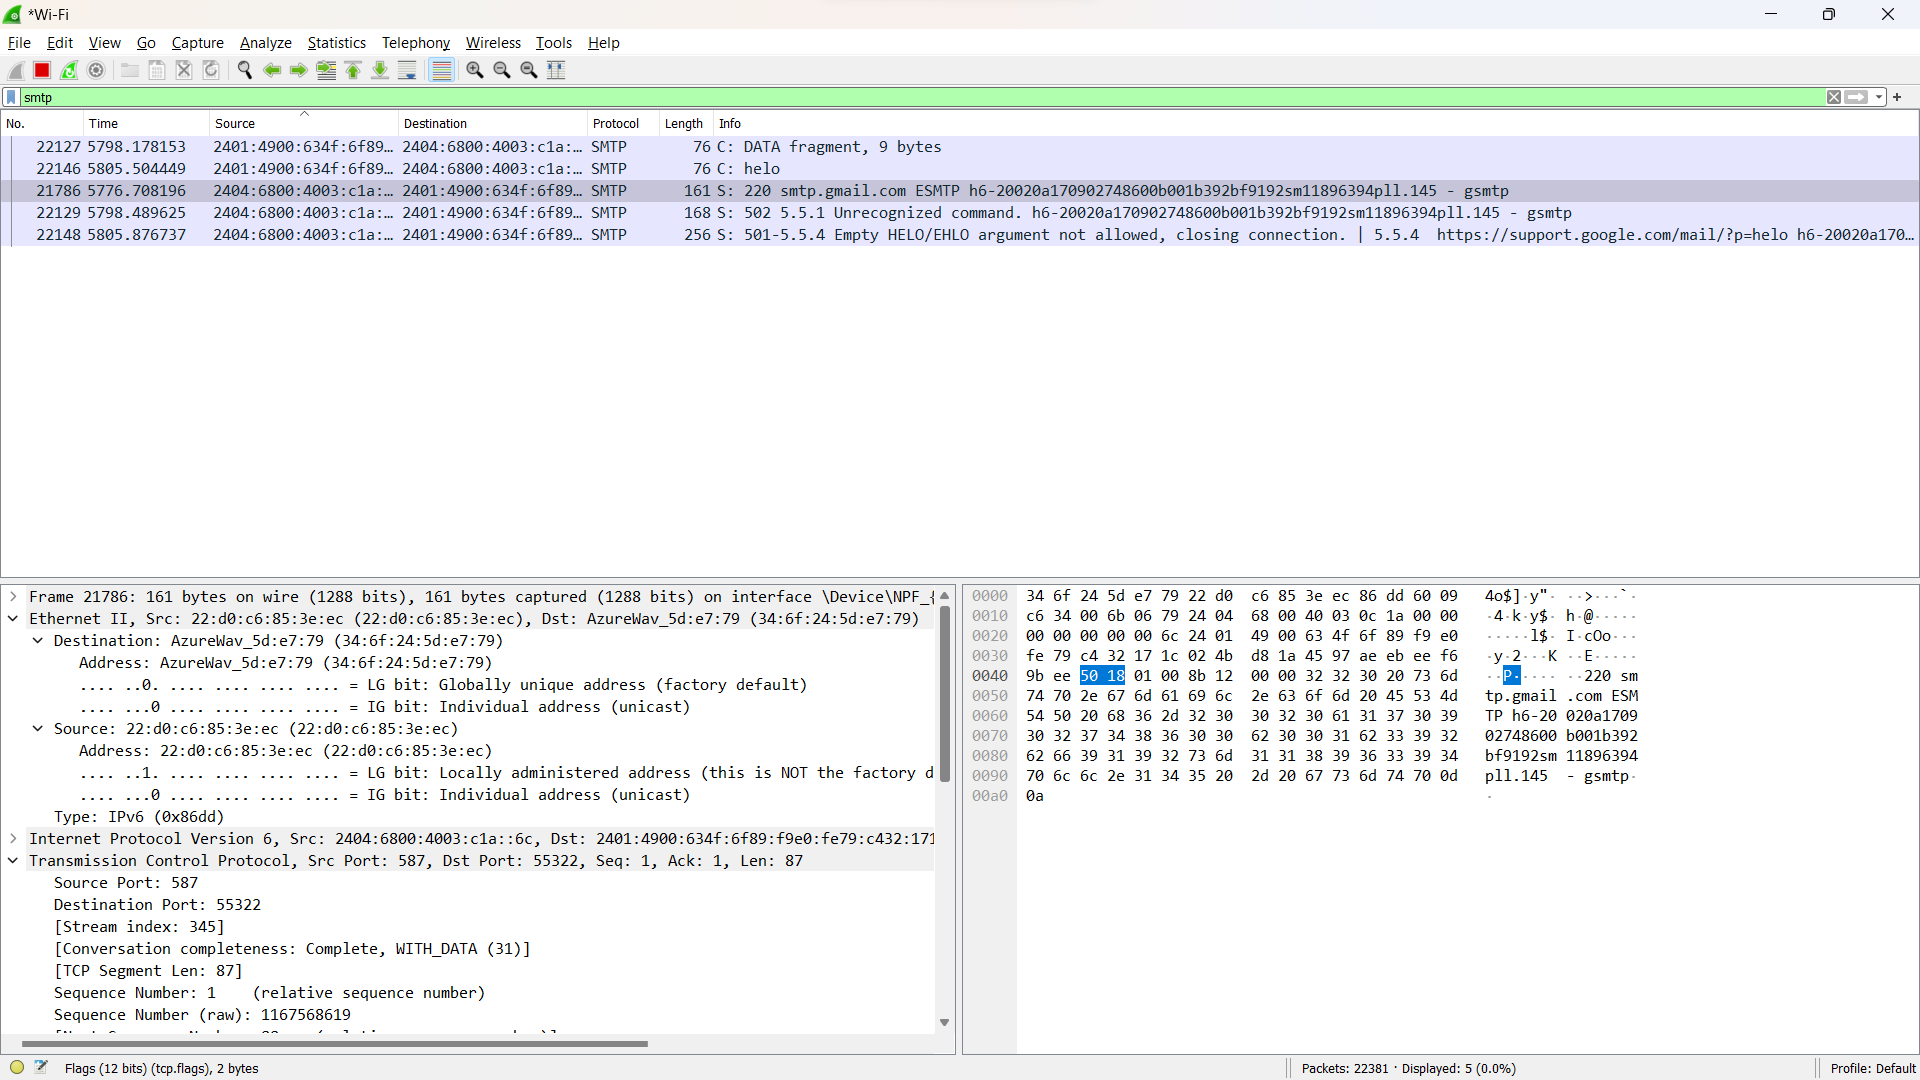 *Wi-Fi
File Edit View Go Capture Analyze Statistics Telephony Wireless Tools Help
smtp
No. Time Source Destination Protocol Length Info
22127 5798.178153 2401:4900:634f:6f89… 2404:6800:4003:c1a:… SMTP 76 C: DATA fragment, 9 bytes
22146 5805.504449 2401:4900:634f:6f89… 2404:6800:4003:c1a:… SMTP 76 C: helo
21786 5776.708196 2404:6800:4003:c1a:… 2401:4900:634f:6f89… SMTP 161 S: 220 smtp.gmail.com ESMTP h6-20020a170902748600b001b392bf9192sm11896394pll.145 - gsmtp
22129 5798.489625 2404:6800:4003:c1a:… 2401:4900:634f:6f89… SMTP 168 S: 502 5.5.1 Unrecognized command. h6-20020a170902748600b001b392bf9192sm11896394pll.145 - gsmtp
22148 5805.876737 2404:6800:4003:c1a:… 2401:4900:634f:6f89… SMTP 256 S: 501-5.5.4 Empty HELO/EHLO argument not allowed, closing connection. | 5.5.4 https://support.google.com/mail/?p=helo h6-20020a170…
Frame 21786: 161 bytes on wire (1288 bits), 161 bytes captured (1288 bits) on interface \Device\NPF_{
Ethernet II, Src: 22:d0:c6:85:3e:ec (22:d0:c6:85:3e:ec), Dst: AzureWav_5d:e7:79 (34:6f:24:5d:e7:79)
Destination: AzureWav_5d:e7:79 (34:6f:24:5d:e7:79)
Address: AzureWav_5d:e7:79 (34:6f:24:5d:e7:79)
.... ..0. .... .... .... .... = LG bit: Globally unique address (factory default)
.... ...0 .... .... .... .... = IG bit: Individual address (unicast)
Source: 22:d0:c6:85:3e:ec (22:d0:c6:85:3e:ec)
Address: 22:d0:c6:85:3e:ec (22:d0:c6:85:3e:ec)
.... ..1. .... .... .... .... = LG bit: Locally administered address (this is NOT the factory d
.... ...0 .... .... .... .... = IG bit: Individual address (unicast)
Type: IPv6 (0x86dd)
Internet Protocol Version 6, Src: 2404:6800:4003:c1a::6c, Dst: 2401:4900:634f:6f89:f9e0:fe79:c432:171
Transmission Control Protocol, Src Port: 587, Dst Port: 55322, Seq: 1, Ack: 1, Len: 87
Source Port: 587
Destination Port: 55322
[Stream index: 345]
[Conversation completeness: Complete, WITH_DATA (31)]
[TCP Segment Len: 87]
Sequence Number: 1 (relative sequence number)
Sequence Number (raw): 1167568619
0000 34 6f 24 5d e7 79 22 d0 c6 85 3e ec 86 dd 60 09 4o$]·y"· ··>···`·
0010 c6 34 00 6b 06 79 24 04 68 00 40 03 0c 1a 00 00 ·4·k·y$· h·@·····
0020 00 00 00 00 00 6c 24 01 49 00 63 4f 6f 89 f9 e0 ·····l$· I·cOo···
0030 fe 79 c4 32 17 1c 02 4b d8 1a 45 97 ae eb ee f6 ·y·2···K ··E·····
0040 9b ee 50 18 01 00 8b 12 00 00 32 32 30 20 73 6d ··P····· ··220 sm
0050 74 70 2e 67 6d 61 69 6c 2e 63 6f 6d 20 45 53 4d tp.gmail .com ESM
0060 54 50 20 68 36 2d 32 30 30 32 30 61 31 37 30 39 TP h6-20 020a1709
0070 30 32 37 34 38 36 30 30 62 30 30 31 62 33 39 32 02748600 b001b392
0080 62 66 39 31 39 32 73 6d 31 31 38 39 36 33 39 34 bf9192sm 11896394
0090 70 6c 6c 2e 31 34 35 20 2d 20 67 73 6d 74 70 0d pll.145 - gsmtp·
00a0 0a ·
Flags (12 bits) (tcp.flags), 2 bytes
Packets: 22381 · Displayed: 5 (0.0%)
Profile: Default